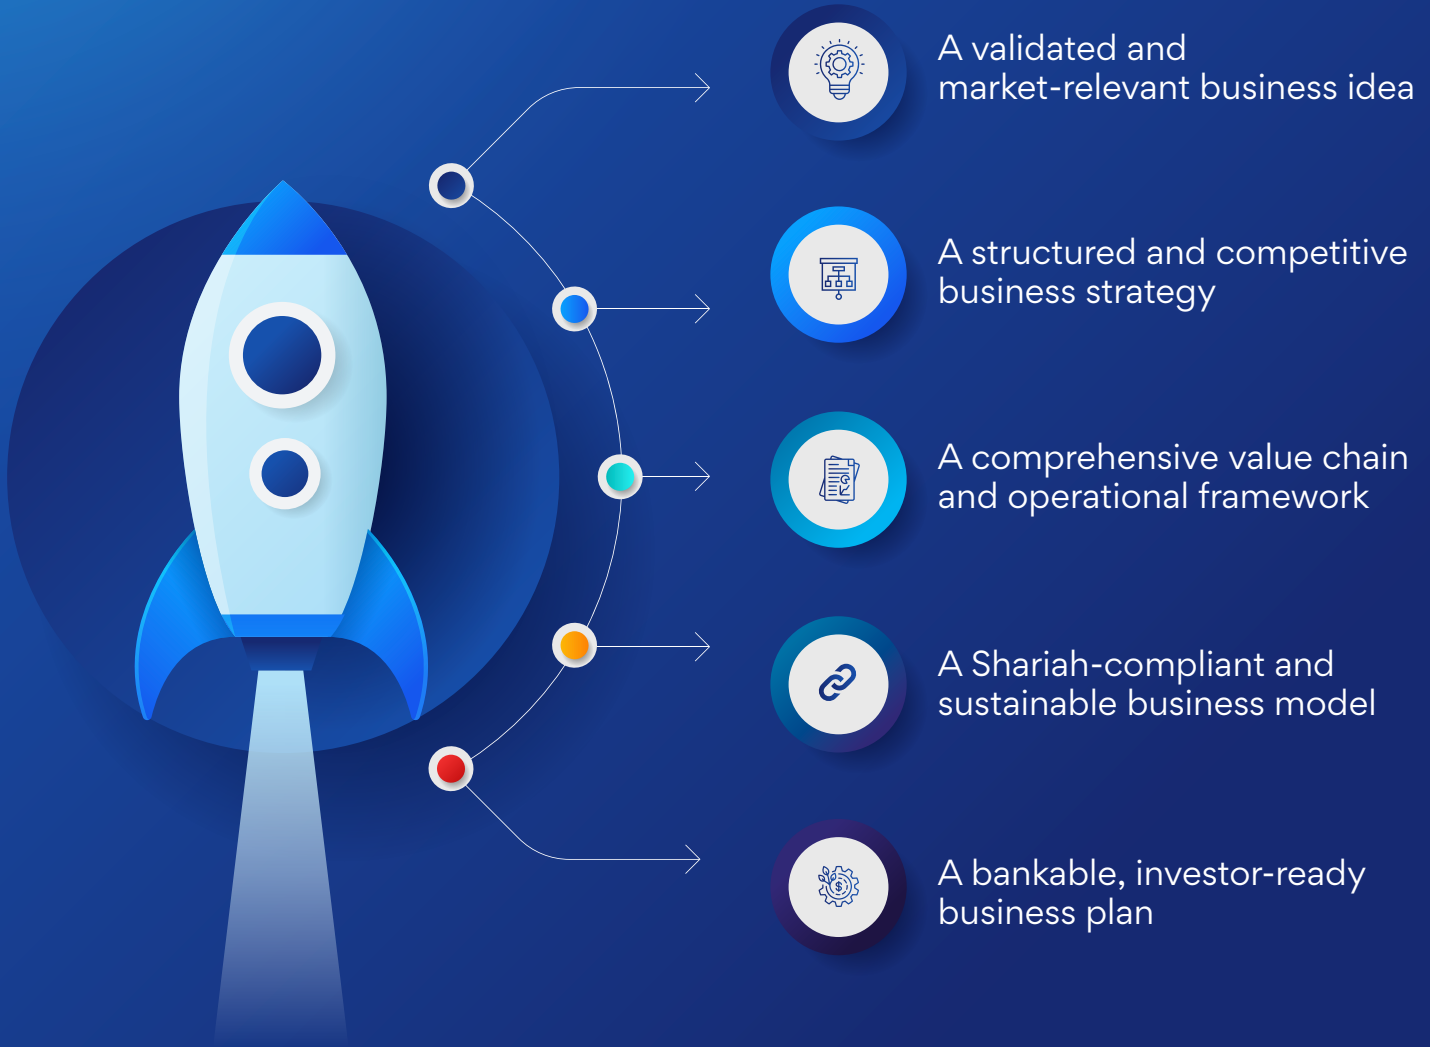 A validated and
market-relevant business idea
A structured and competitive
business strategy
A comprehensive value chain
and operational framework
A Shariah-compliant and
sustainable business model
A bankable, investor-ready
business plan